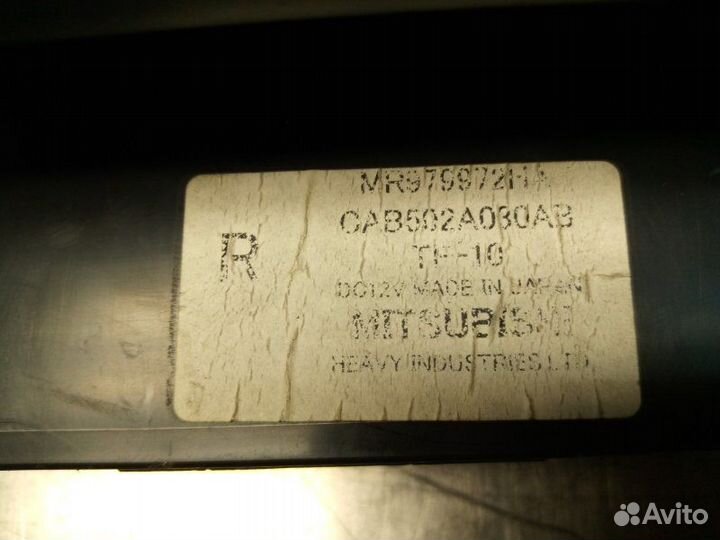 R
MR979972HA
CAB502A030AB
TF-10
DC12V MADE IN JAPAN
MITSUBISHI
HEAVY INDUSTRIES LTD
Avito